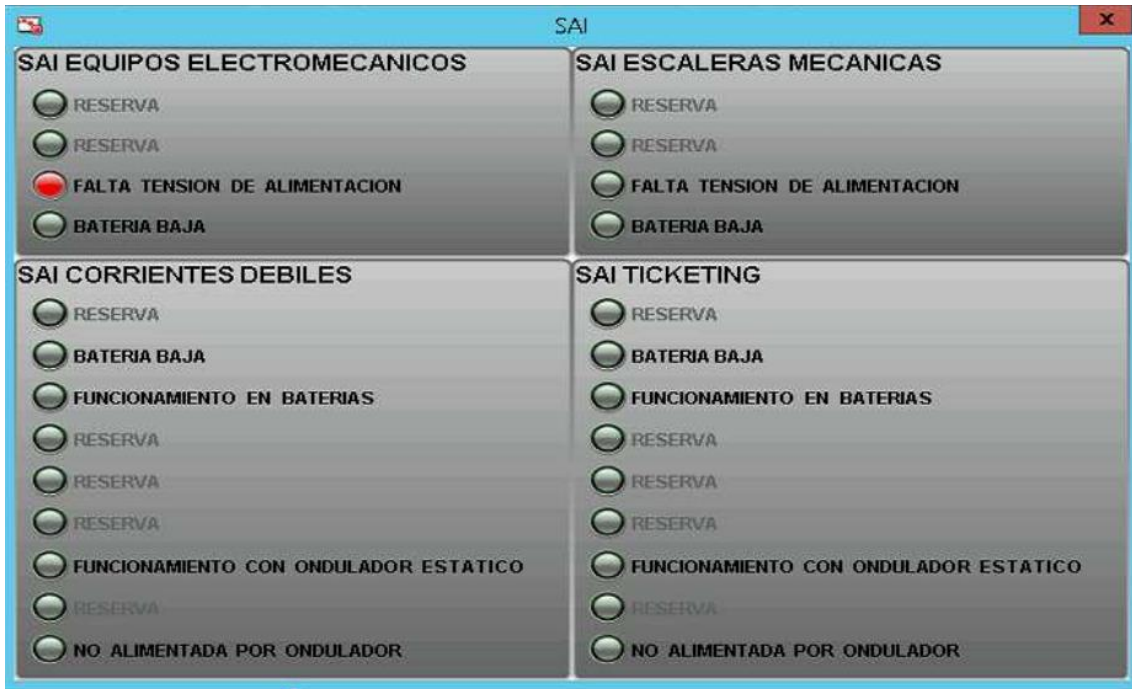 SAI
SAI EQUIPOS ELECTROMECANICOS
RESERVA
RESERVA
FALTA TENSION DE ALIMENTACION
BATERIA BAJA
SAI ESCALERAS MECANICAS
RESERVA
RESERVA
FALTA TENSION DE ALIMENTACION
BATERIA BAJA
SAI CORRIENTES DEBILES
RESERVA
BATERIA BAJA
FUNCIONAMIENTO EN BATERIAS
RESERVA
RESERVA
RESERVA
FUNCIONAMIENTO CON ONDULADOR ESTATICO
RESERVA
NO ALIMENTADA POR ONDULADOR
SAI TICKETING
RESERVA
BATERIA BAJA
FUNCIONAMIENTO EN BATERIAS
RESERVA
RESERVA
RESERVA
FUNCIONAMIENTO CON ONDULADOR ESTATICO
RESERVA
NO ALIMENTADA POR ONDULADOR